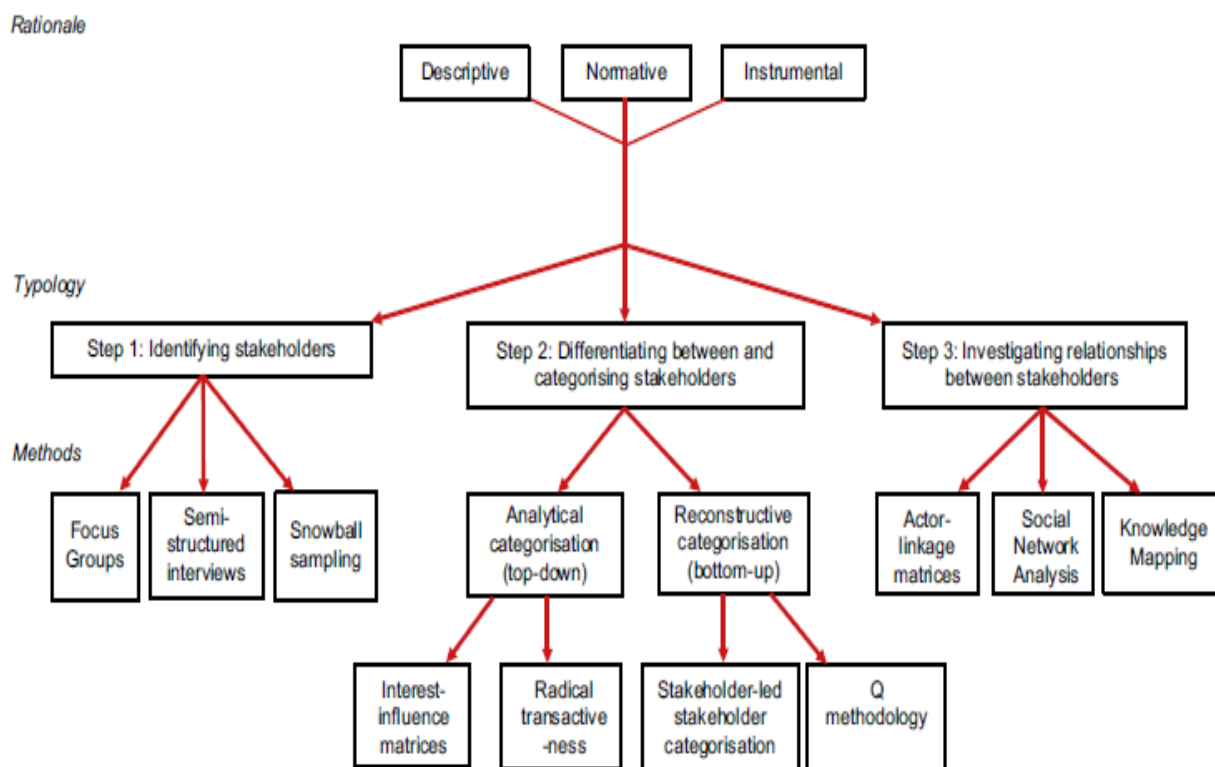 Rationale
Descriptive
Normative
Instrumental
Typology
Step 1: Identifying stakeholders
Step 2: Differentiating between and
categorising stakeholders
Step 3: Investigating relationships
between stakeholders
Methods
Focus
Groups
Semi-
structured
interviews
Snowball
sampling
Analytical
categorisation
(top-down)
Reconstructive
categorisation
(bottom-up)
Actor-
linkage
matrices
Social
Network
Analysis
Knowledge
Mapping
Interest-
influence
matrices
Radical
transactive
-ness
Stakeholder-led
stakeholder
categorisation
Q
methodology